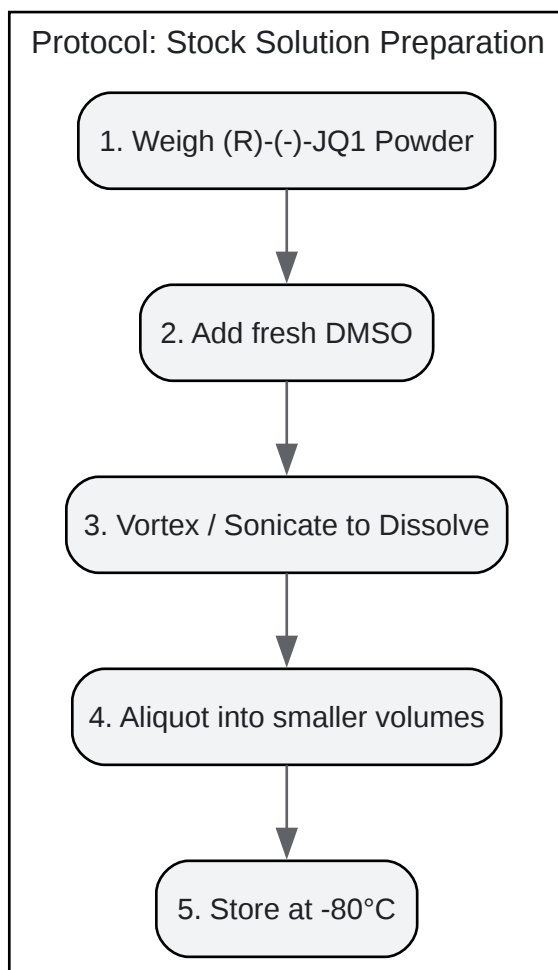 Protocol: Stock Solution Preparation
1. Weigh (R)-(-)-JQ1 Powder
2. Add fresh DMSO
3. Vortex / Sonicate to Dissolve
4. Aliquot into smaller volumes
5. Store at -80°C